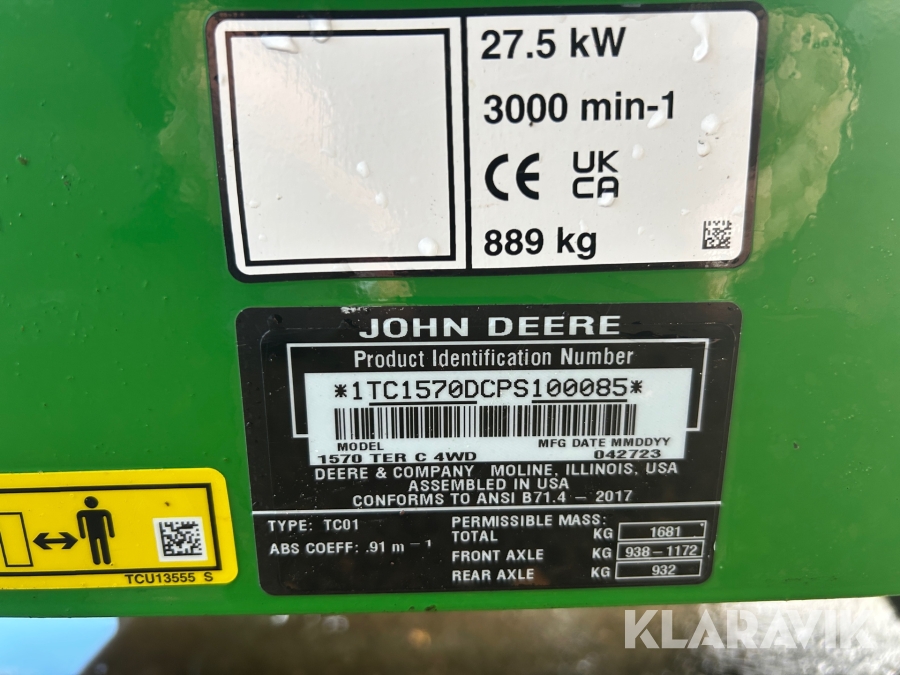 27.5 kW
3000 min-1
CE UK CA
889 kg
JOHN DEERE
Product Identification Number
*1TC1570DCPS100085*
MODEL MFG DATE MMDDYY
1570 TER C 4WD 042723
DEERE & COMPANY MOLINE, ILLINOIS, USA
ASSEMBLED IN USA
CONFORMS TO ANSI B71.4 – 2017
TYPE: TC01
ABS COEFF: .91 m –1
PERMISSIBLE MASS:
TOTAL KG 1681
FRONT AXLE KG 938–1172
REAR AXLE KG 932
TCU13555 S
KLARAVIK